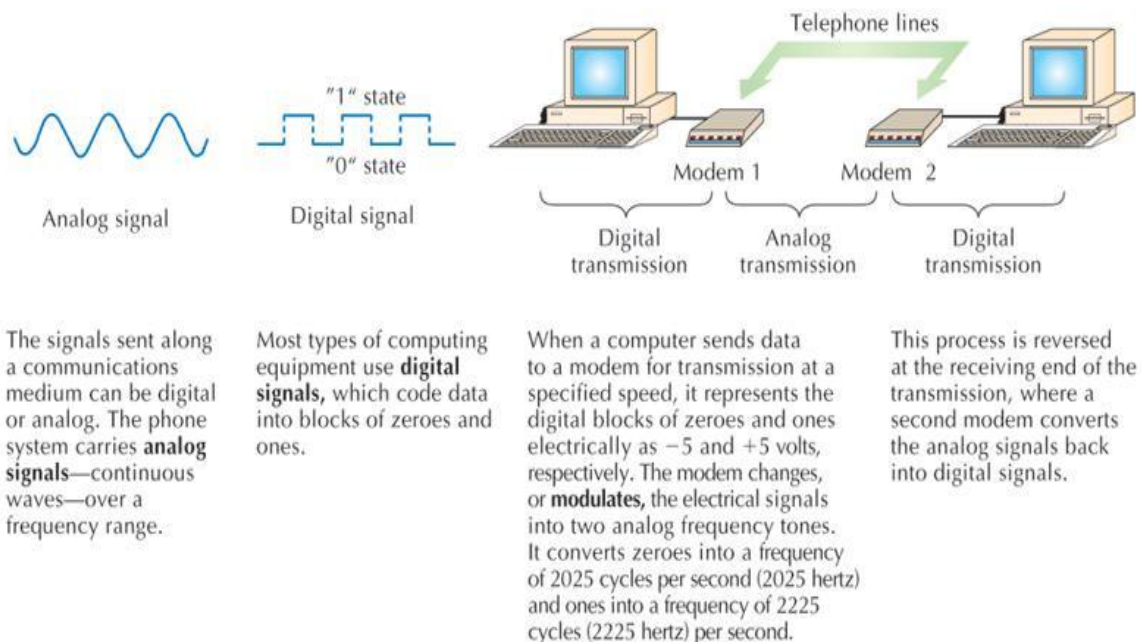 Telephone lines
"1" state
"0" state
Modem 1
Modem 2
Analog signal
Digital signal
Digital
transmission
Analog
transmission
Digital
transmission
The signals sent along
a communications
medium can be digital
or analog. The phone
system carries analog
signals—continuous
waves—over a
frequency range.
Most types of computing
equipment use digital
signals, which code data
into blocks of zeroes and
ones.
When a computer sends data
to a modem for transmission at a
specified speed, it represents the
digital blocks of zeroes and ones
electrically as −5 and +5 volts,
respectively. The modem changes,
or modulates, the electrical signals
into two analog frequency tones.
It converts zeroes into a frequency
of 2025 cycles per second (2025 hertz)
and ones into a frequency of 2225
cycles (2225 hertz) per second.
This process is reversed
at the receiving end of the
transmission, where a
second modem converts
the analog signals back
into digital signals.